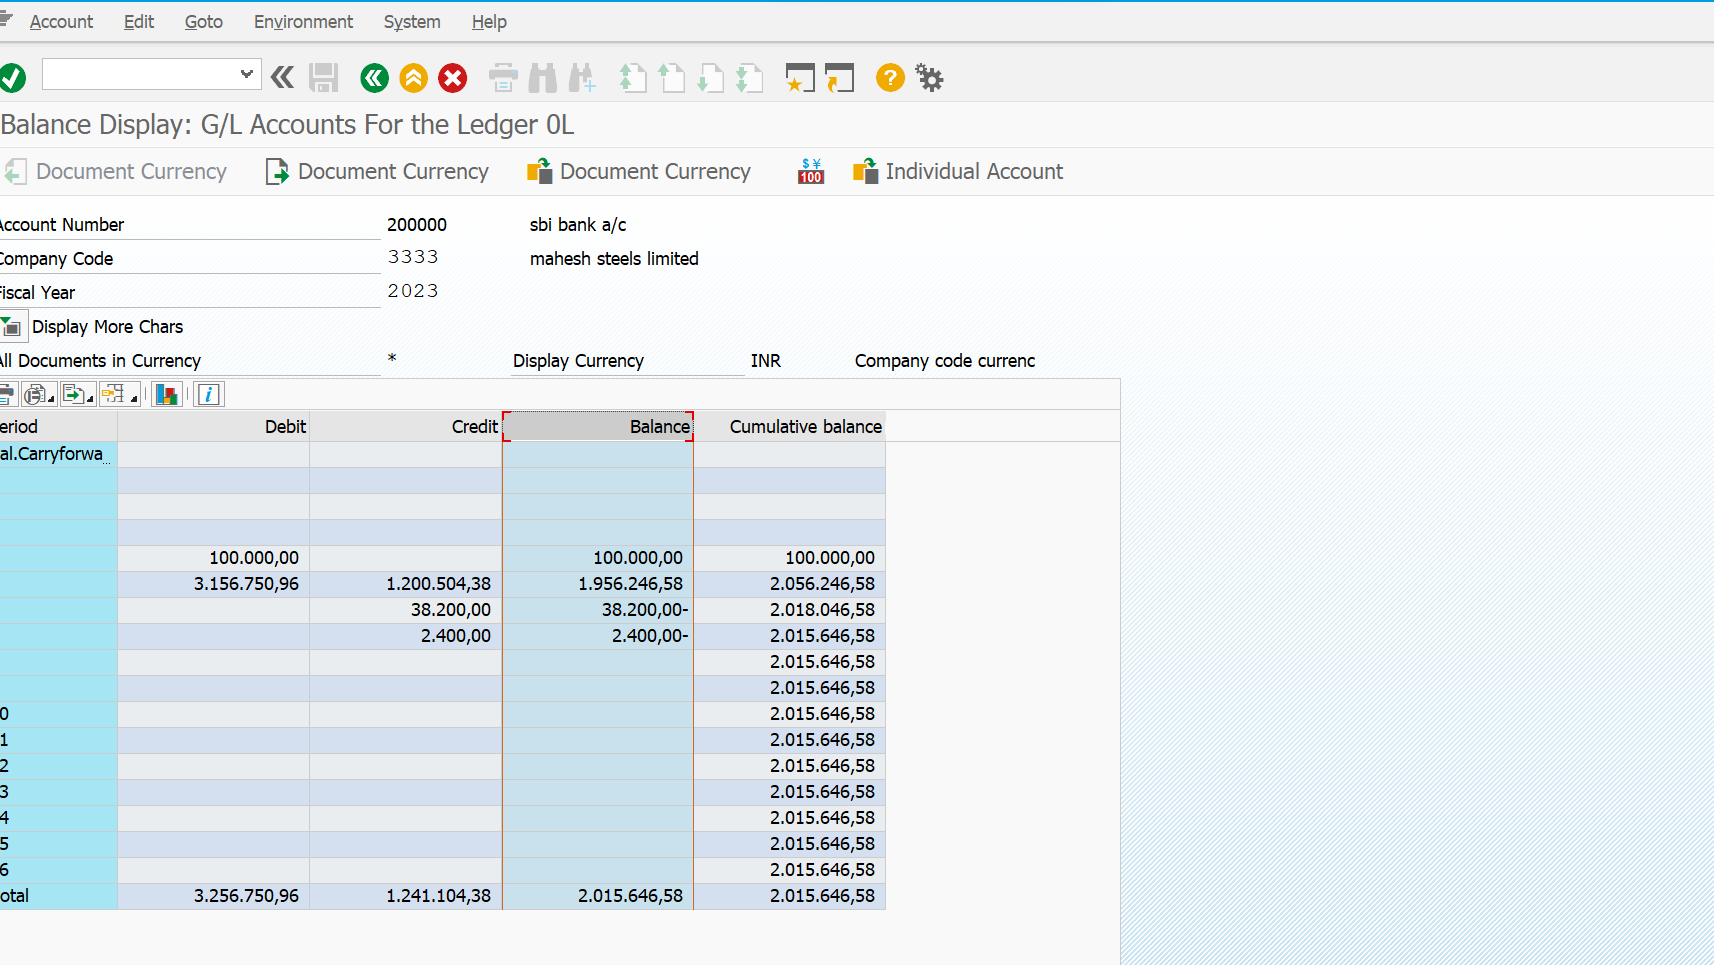 Account Edit Goto Environment System Help
Balance Display: G/L Accounts For the Ledger 0L
Document Currency Document Currency Document Currency $ ¥ 100 Individual Account
Account Number 200000 sbi bank a/c
Company Code 3333 mahesh steels limited
Fiscal Year 2023
Display More Chars
All Documents in Currency * Display Currency INR Company code currenc
eriod Debit Credit Balance Cumulative balance
al.Carryforwa
100.000,00 100.000,00 100.000,00
3.156.750,96 1.200.504,38 1.956.246,58 2.056.246,58
38.200,00 38.200,00- 2.018.046,58
2.400,00 2.400,00- 2.015.646,58
2.015.646,58
2.015.646,58
0 2.015.646,58
1 2.015.646,58
2 2.015.646,58
3 2.015.646,58
4 2.015.646,58
5 2.015.646,58
6 2.015.646,58
otal 3.256.750,96 1.241.104,38 2.015.646,58 2.015.646,58